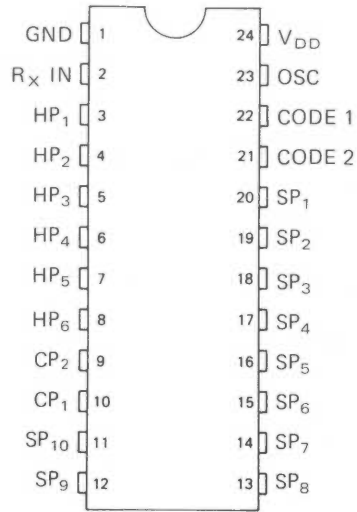 GND 1 24 V_DD
R_X IN 2 23 OSC
HP₁ 3 22 CODE 1
HP₂ 4 21 CODE 2
HP₃ 5 20 SP₁
HP₄ 6 19 SP₂
HP₅ 7 18 SP₃
HP₆ 8 17 SP₄
CP₂ 9 16 SP₅
CP₁ 10 15 SP₆
SP₁₀ 11 14 SP₇
SP₉ 12 13 SP₈